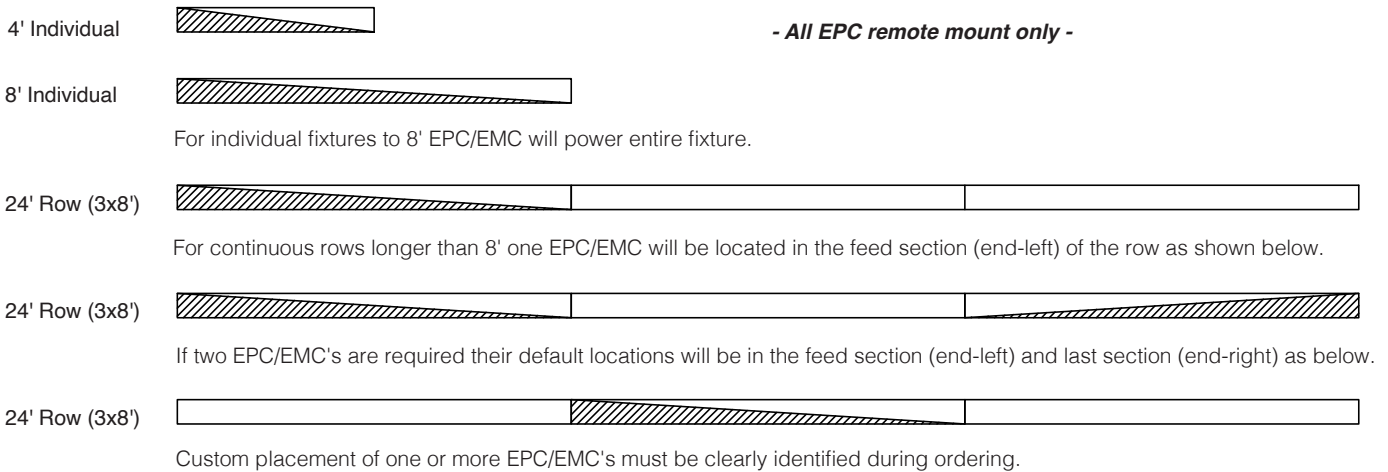 4' Individual
- All EPC remote mount only -
8' Individual
For individual fixtures to 8' EPC/EMC will power entire fixture.
24' Row (3x8')
For continuous rows longer than 8' one EPC/EMC will be located in the feed section (end-left) of the row as shown below.
24' Row (3x8')
If two EPC/EMC's are required their default locations will be in the feed section (end-left) and last section (end-right) as below.
24' Row (3x8')
Custom placement of one or more EPC/EMC's must be clearly identified during ordering.